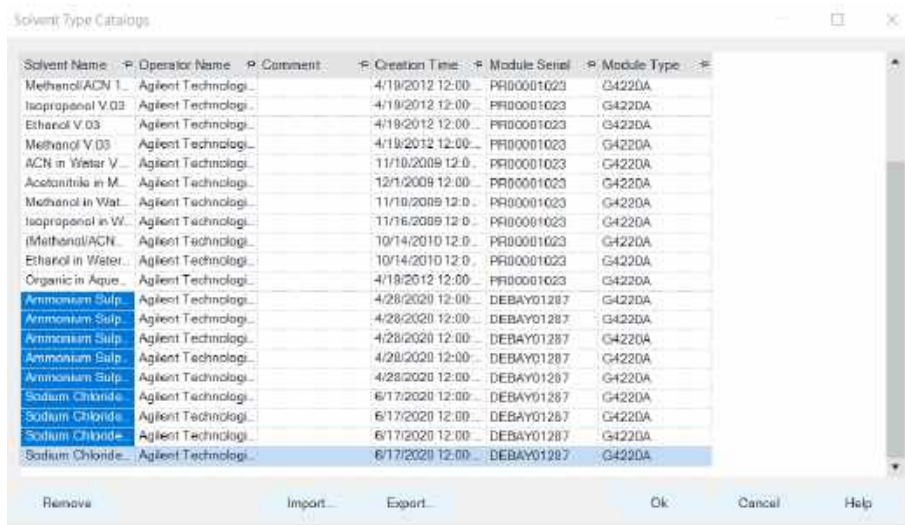 Solvent Type Catalogs
Solvent Name Operator Name Comment Creation Time Module Serial Module Type
Methanol/ACN 1... Agilent Technologi... 4/19/2012 12:00 ... PR00001023 G4220A
Isopropanol V.03 Agilent Technologi... 4/19/2012 12:00 ... PR00001023 G4220A
Ethanol V.03 Agilent Technologi... 4/19/2012 12:00 ... PR00001023 G4220A
Methanol V.03 Agilent Technologi... 4/19/2012 12:00 ... PR00001023 G4220A
ACN in Water V... Agilent Technologi... 11/10/2009 12:0... PR00001023 G4220A
Acetonitrile in M... Agilent Technologi... 12/1/2009 12:00 ... PR00001023 G4220A
Methanol in Wat... Agilent Technologi... 11/10/2009 12:0... PR00001023 G4220A
Isopropanol in W... Agilent Technologi... 11/16/2009 12:0... PR00001023 G4220A
(Methanol/ACN... Agilent Technologi... 10/14/2010 12:0... PR00001023 G4220A
Ethanol in Water... Agilent Technologi... 10/14/2010 12:0... PR00001023 G4220A
Organic in Aque... Agilent Technologi... 4/19/2012 12:00 ... PR00001023 G4220A
Ammonium Sulp... Agilent Technologi... 4/28/2020 12:00 ... DEBAY01287 G4220A
Ammonium Sulp... Agilent Technologi... 4/28/2020 12:00 ... DEBAY01287 G4220A
Ammonium Sulp... Agilent Technologi... 4/28/2020 12:00 ... DEBAY01287 G4220A
Ammonium Sulp... Agilent Technologi... 4/28/2020 12:00 ... DEBAY01287 G4220A
Ammonium Sulp... Agilent Technologi... 4/28/2020 12:00 ... DEBAY01287 G4220A
Sodium Chloride... Agilent Technologi... 6/17/2020 12:00 ... DEBAY01287 G4220A
Sodium Chloride... Agilent Technologi... 6/17/2020 12:00 ... DEBAY01287 G4220A
Sodium Chloride... Agilent Technologi... 6/17/2020 12:00 ... DEBAY01287 G4220A
Sodium Chloride... Agilent Technologi... 6/17/2020 12:00 ... DEBAY01287 G4220A
Remove Import... Export... Ok Cancel Help